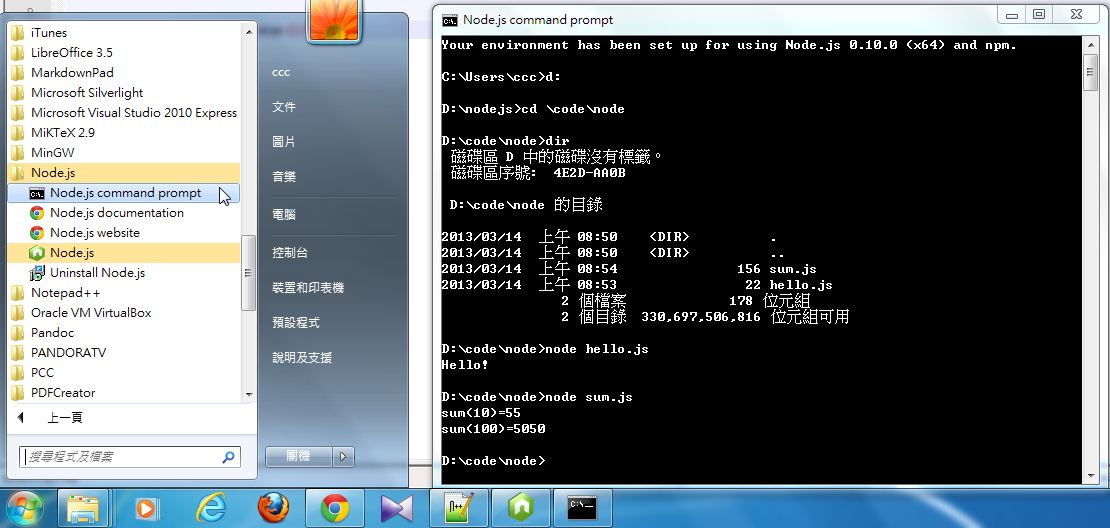 iTunes
LibreOffice 3.5
MarkdownPad
Microsoft Silverlight
Microsoft Visual Studio 2010 Express
MiKTeX 2.9
MinGW
Node.js
Node.js command prompt
Node.js documentation
Node.js website
Node.js
Uninstall Node.js
Notepad++
Oracle VM VirtualBox
Pandoc
PANDORATV
PCC
PDFCreator
上一頁
搜尋程式及檔案
ccc
文件
圖片
音樂
電腦
控制台
裝置和印表機
預設程式
說明及支援
關機
Node.js command prompt
Your environment has been set up for using Node.js 0.10.0 (x64) and npm.
C:\Users\ccc>d:
D:\nodejs>cd \code\node
D:\code\node>dir
磁碟區 D 中的磁碟沒有標籤。
磁碟區序號: 4E2D-AA0B
D:\code\node 的目錄
2013/03/14 上午 08:50 <DIR> .
2013/03/14 上午 08:50 <DIR> ..
2013/03/14 上午 08:54 156 sum.js
2013/03/14 上午 08:53 22 hello.js
2 個檔案 178 位元組
2 個目錄 330,697,506,816 位元組可用
D:\code\node>node hello.js
Hello!
D:\code\node>node sum.js
sum(10)=55
sum(100)=5050
D:\code\node>